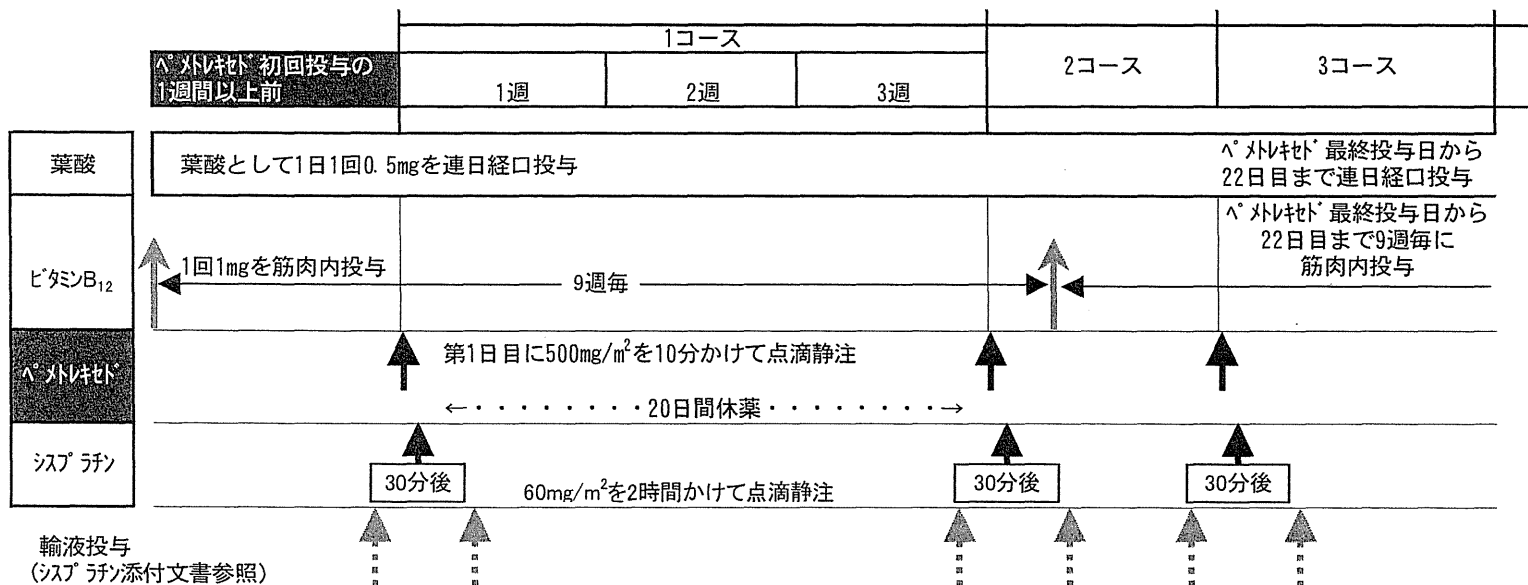 1コース
ペメトレキセド初回投与の
1週間以上前
1週
2週
3週
2コース
3コース
葉酸
葉酸として1日1回0.5mgを連日経口投与
ペメトレキセド最終投与日から
22日目まで連日経口投与
ビタミンB₁₂
1回1mgを筋肉内投与
9週毎
ペメトレキセド最終投与日から
22日目まで9週毎に
筋肉内投与
ペメトレキセド
第1日目に500mg/m²を10分かけて点滴静注
←・・・・・・・・20日間休薬・・・・・・・・→
シスプラチン
30分後
60mg/m²を2時間かけて点滴静注
30分後
30分後
輸液投与
(シスプラチン添付文書参照)